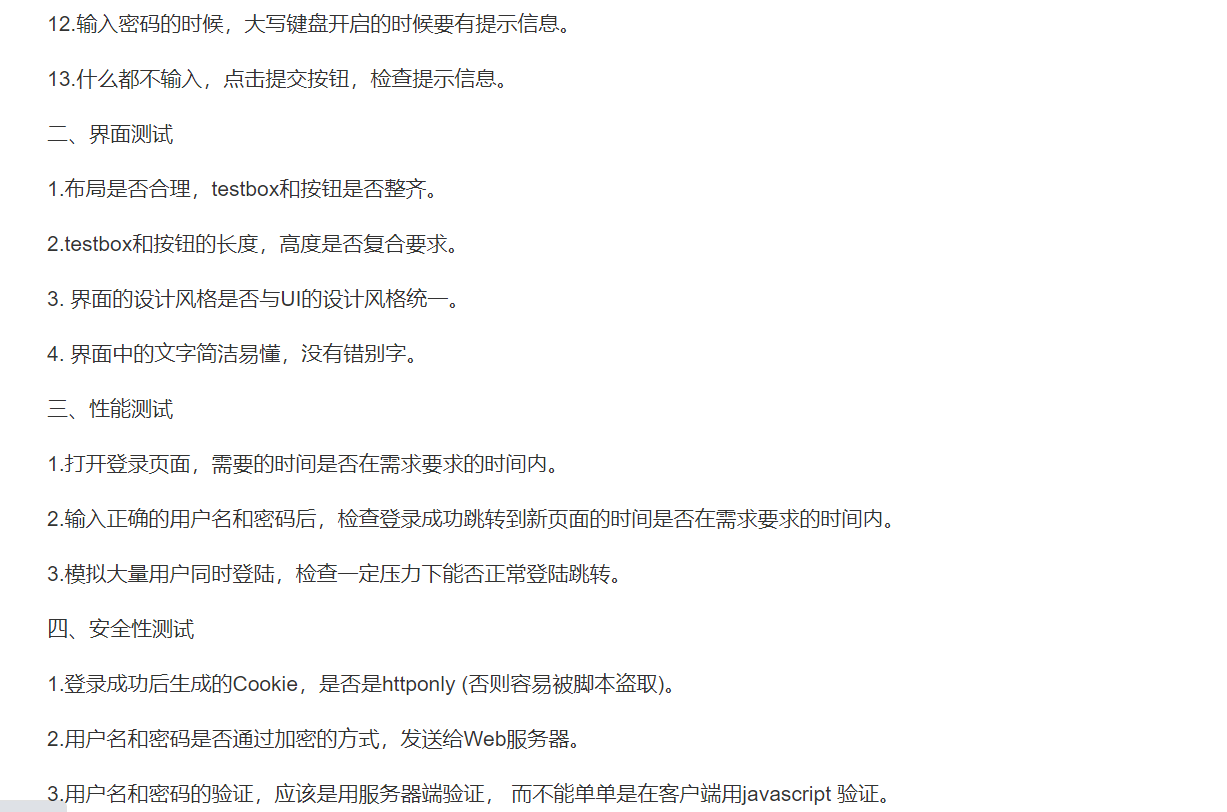 12.输入密码的时候，大写键盘开启的时候要有提示信息。
13.什么都不输入，点击提交按钮，检查提示信息。
二、界面测试
1.布局是否合理，testbox和按钮是否整齐。
2.testbox和按钮的长度，高度是否复合要求。
3. 界面的设计风格是否与UI的设计风格统一。
4. 界面中的文字简洁易懂，没有错别字。
三、性能测试
1.打开登录页面，需要的时间是否在需求要求的时间内。
2.输入正确的用户名和密码后，检查登录成功跳转到新页面的时间是否在需求要求的时间内。
3.模拟大量用户同时登陆，检查一定压力下能否正常登陆跳转。
四、安全性测试
1.登录成功后生成的Cookie，是否是httponly (否则容易被脚本盗取)。
2.用户名和密码是否通过加密的方式，发送给Web服务器。
3.用户名和密码的验证，应该是用服务器端验证， 而不能单单是在客户端用javascript 验证。